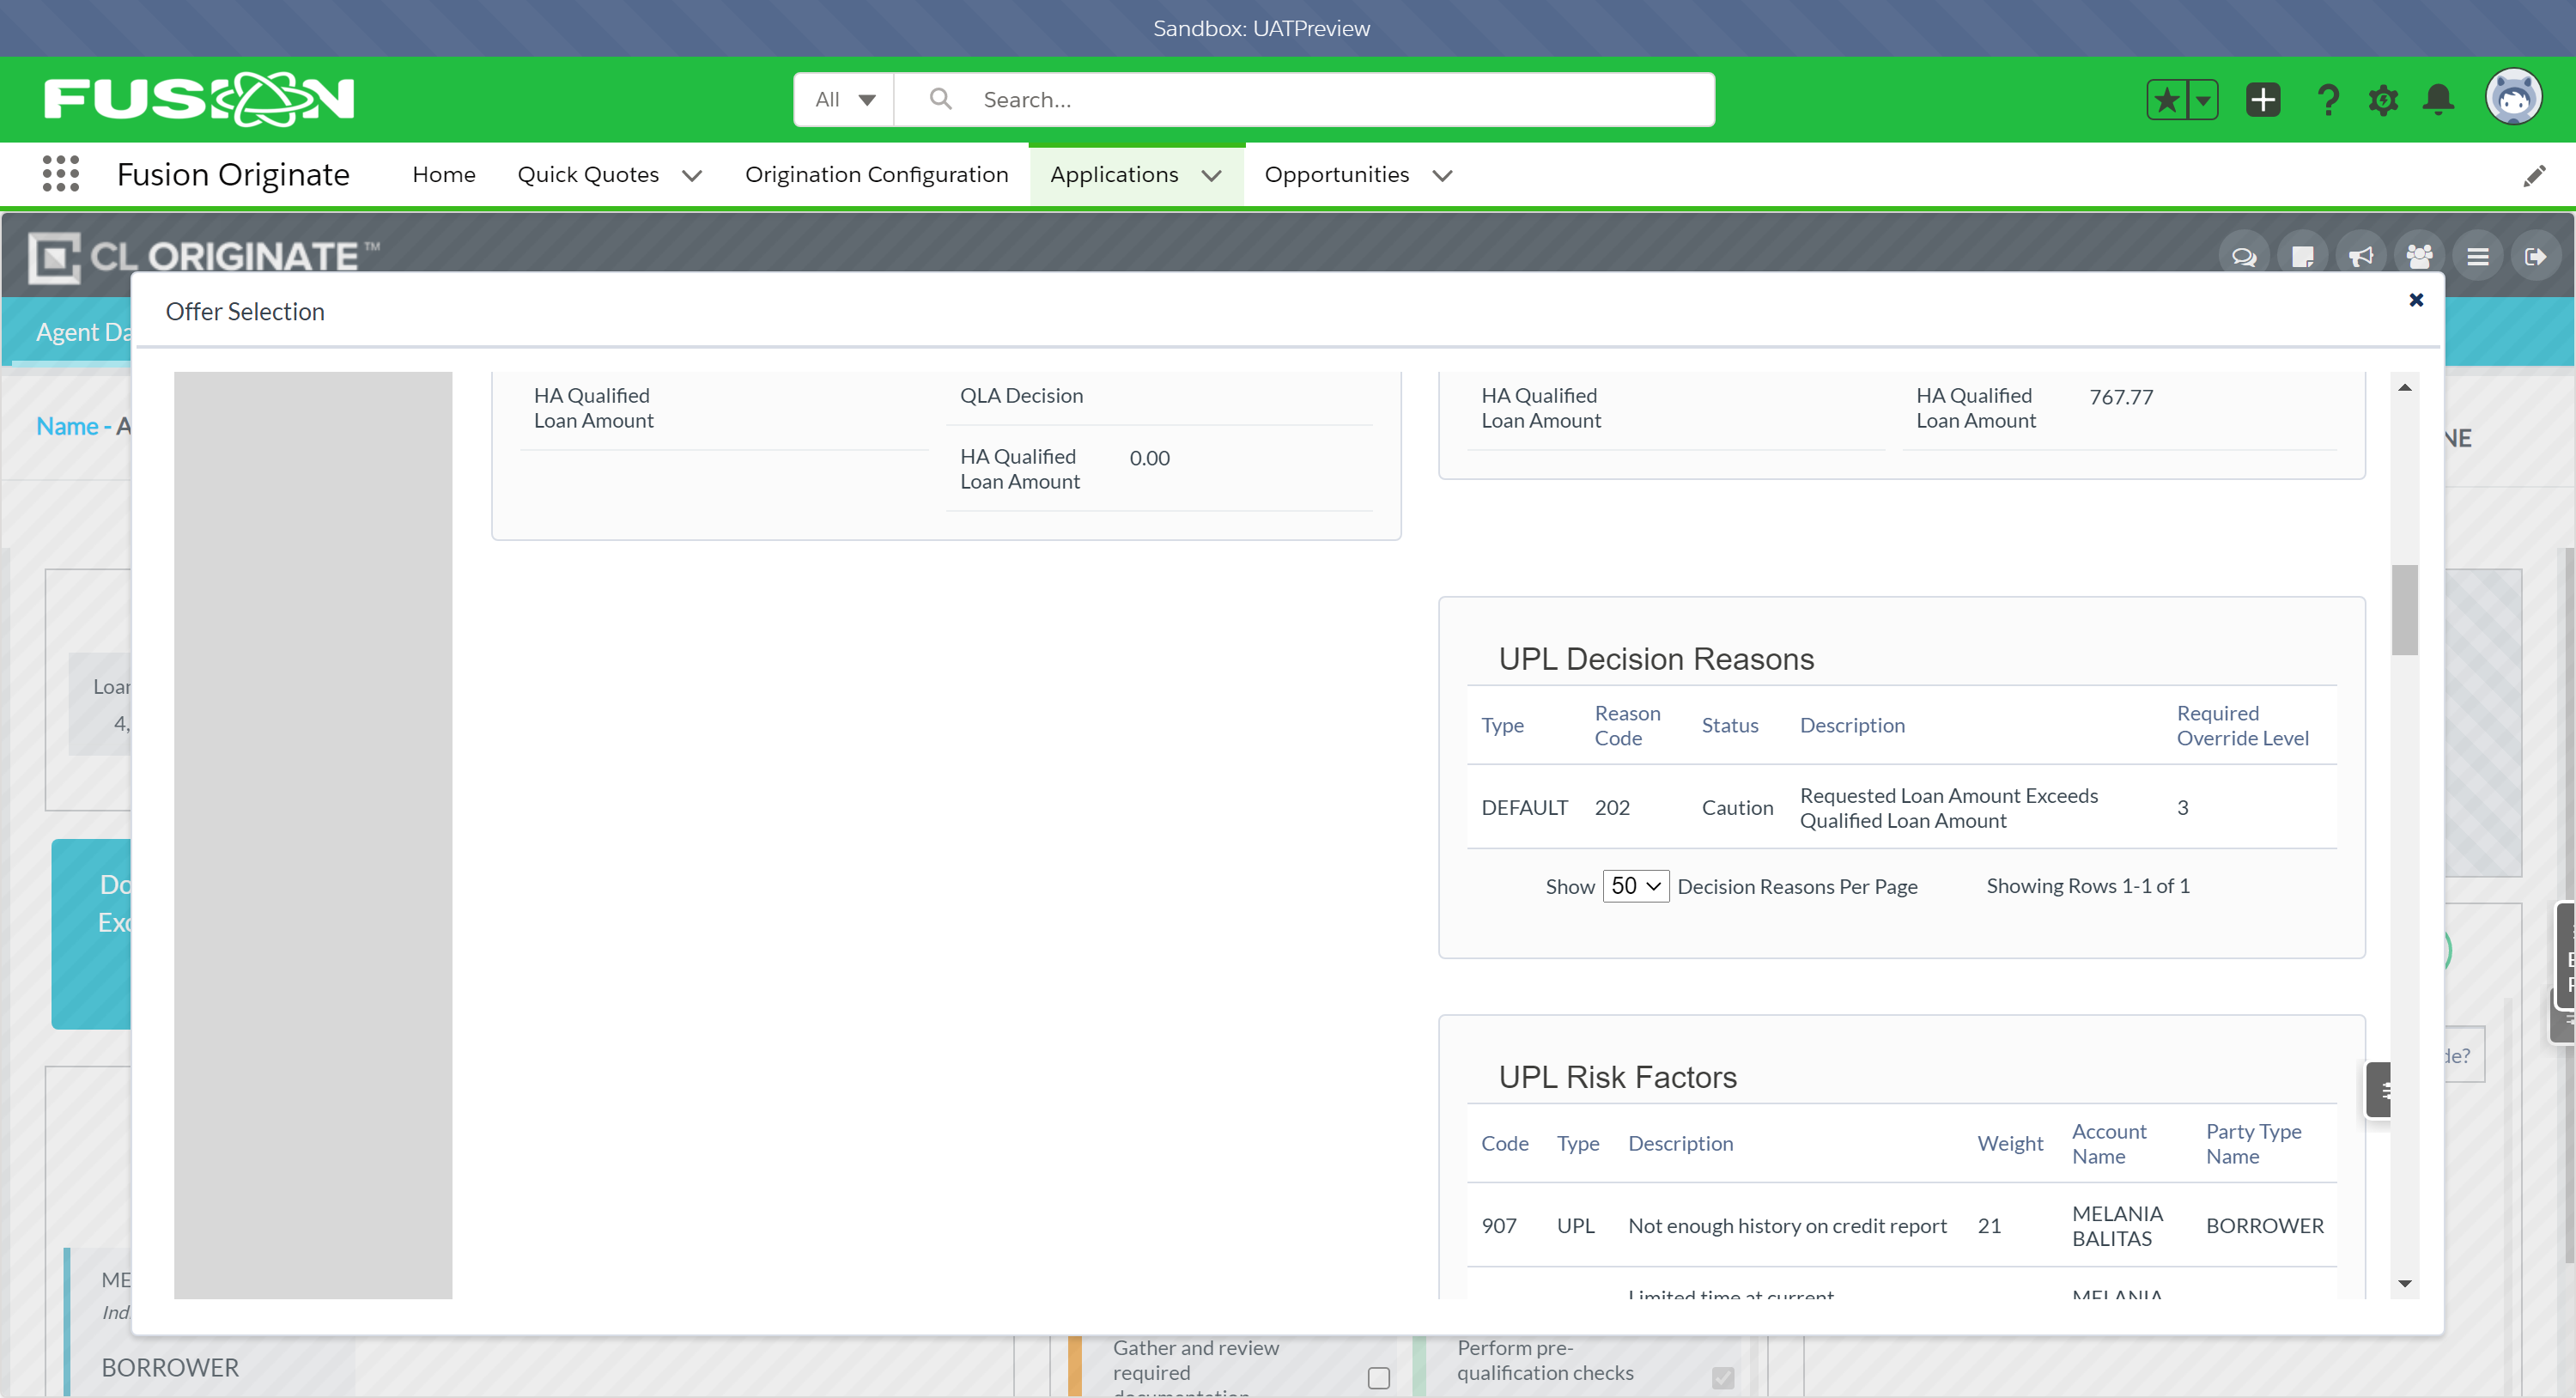 Sandbox: UATPreview
FUSION
All
Search...
Fusion Originate
Home
Quick Quotes
Origination Configuration
Applications
Opportunities
CL ORIGINATE™
Offer Selection
Agent Da
Name - A
NE
HA Qualified
Loan Amount
QLA Decision
HA Qualified
Loan Amount
0.00
HA Qualified
Loan Amount
HA Qualified
Loan Amount
767.77
Loan
4,
UPL Decision Reasons
Type
Reason
Code
Status
Description
Required
Override Level
DEFAULT
202
Caution
Requested Loan Amount Exceeds
Qualified Loan Amount
3
Show 50 Decision Reasons Per Page
Showing Rows 1-1 of 1
Do
Exc
UPL Risk Factors
de?
Code
Type
Description
Weight
Account
Name
Party Type
Name
907
UPL
Not enough history on credit report
21
MELANIA
BALITAS
BORROWER
Limited time at current
MELANIA
ME
Ind
BORROWER
Gather and review
required
documentation
Perform pre-
qualification checks